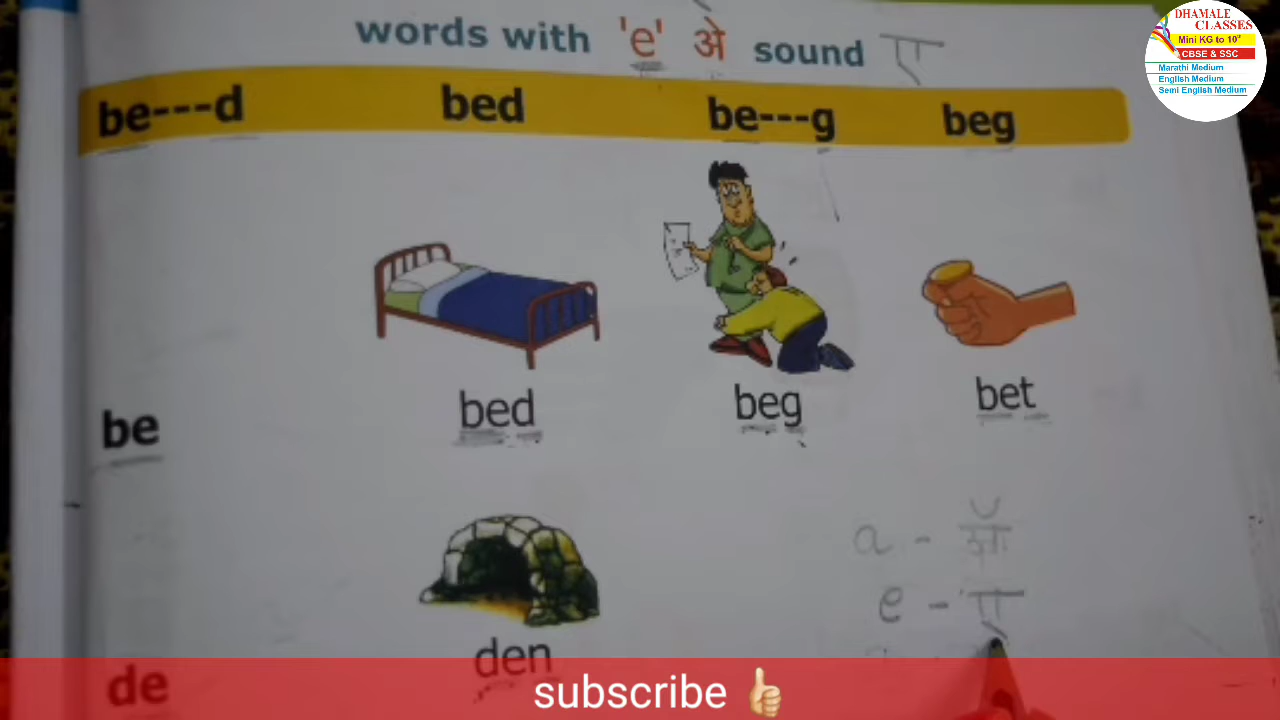 words with 'e' अे sound ए
DHAMALE
CLASSES
Mini KG to 10th
CBSE & SSC
Marathi Medium
English Medium
Semi English Medium
be---d bed be---g beg
bed beg bet
be
a - ॲ
e - ए
den
de
subscribe